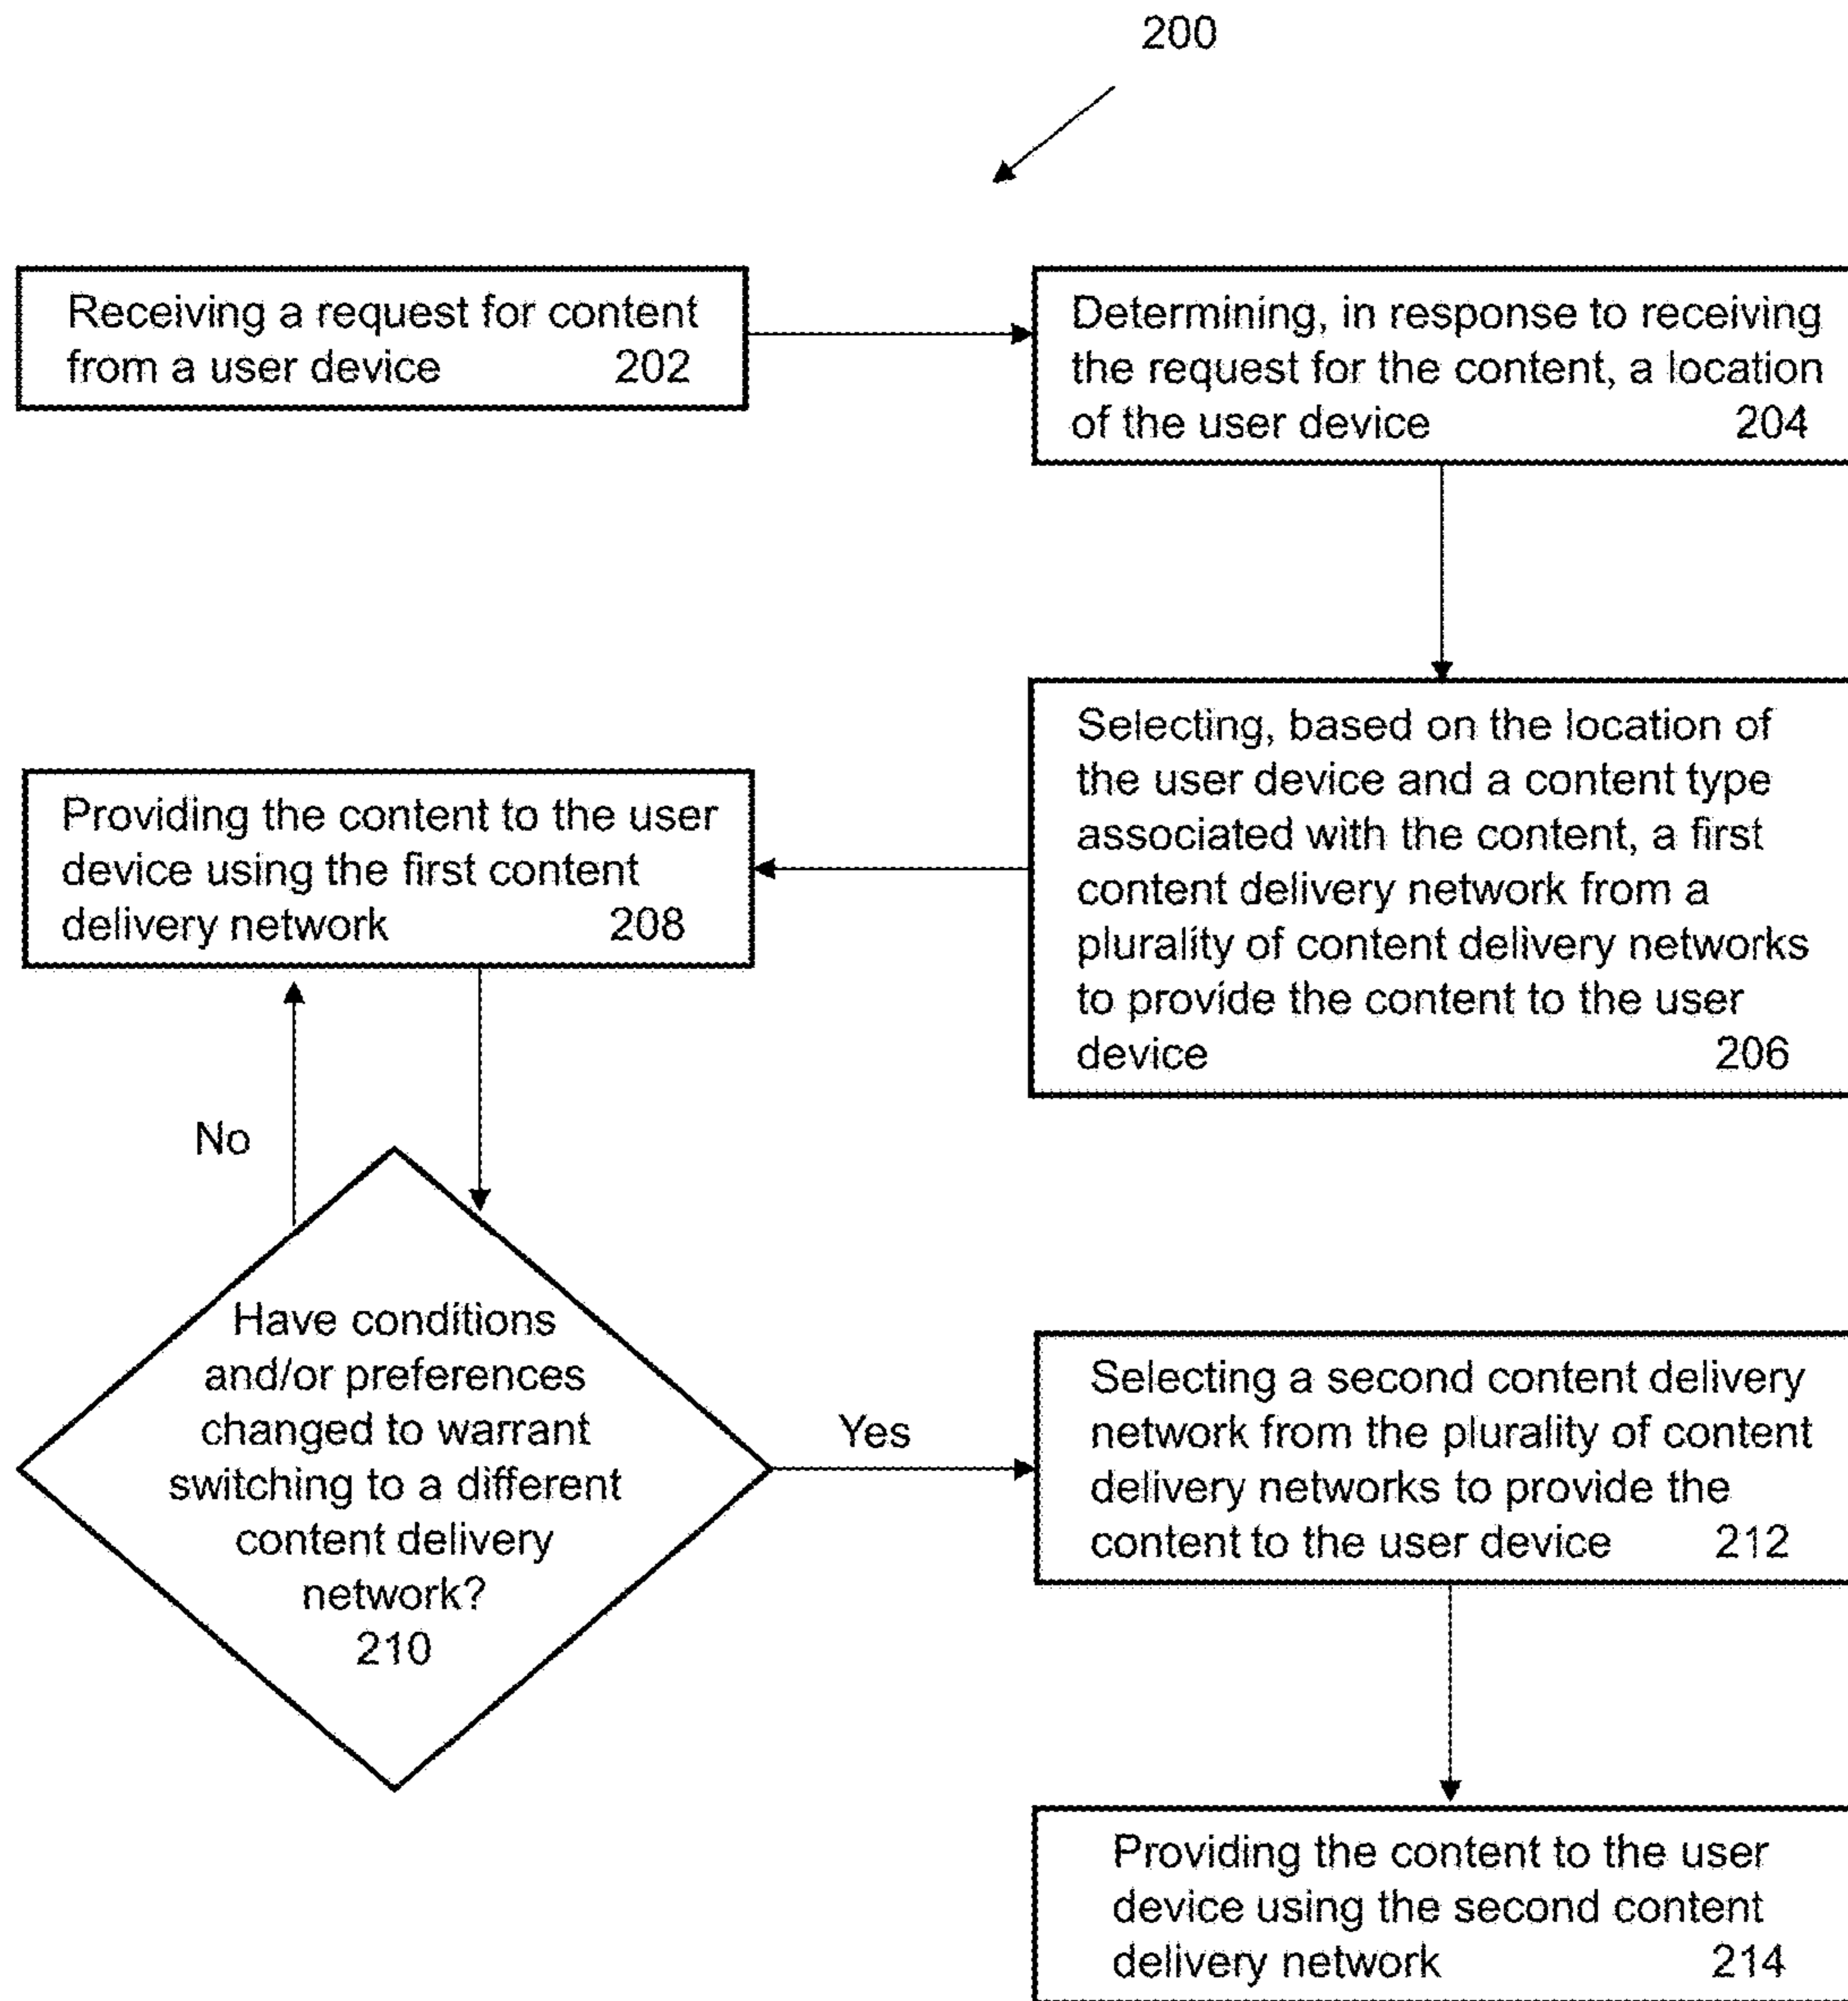 200
Receiving a request for content
from a user device 202
Determining, in response to receiving
the request for the content, a location
of the user device 204
Selecting, based on the location of
the user device and a content type
associated with the content, a first
content delivery network from a
plurality of content delivery networks
to provide the content to the user
device 206
Providing the content to the user
device using the first content
delivery network 208
No
Have conditions
and/or preferences
changed to warrant
switching to a different
content delivery
network?
210
Yes
Selecting a second content delivery
network from the plurality of content
delivery networks to provide the
content to the user device 212
Providing the content to the user
device using the second content
delivery network 214